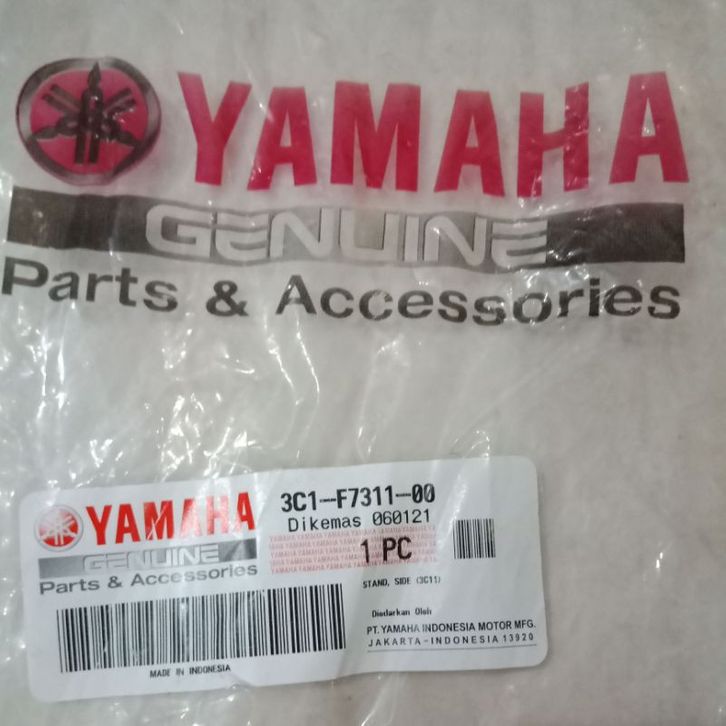 YAMAHA
GENUINE
Parts & Accessories
YAMAHA
GENUINE
Parts & Accessories
MADE IN INDONESIA
3C1-F7311-00
Dikemas 060121
1 PC
STAND, SIDE (3C11)
Diedarkan Oleh
PT. YAMAHA INDONESIA MOTOR MFG.
JAKARTA-INDONESIA 13920